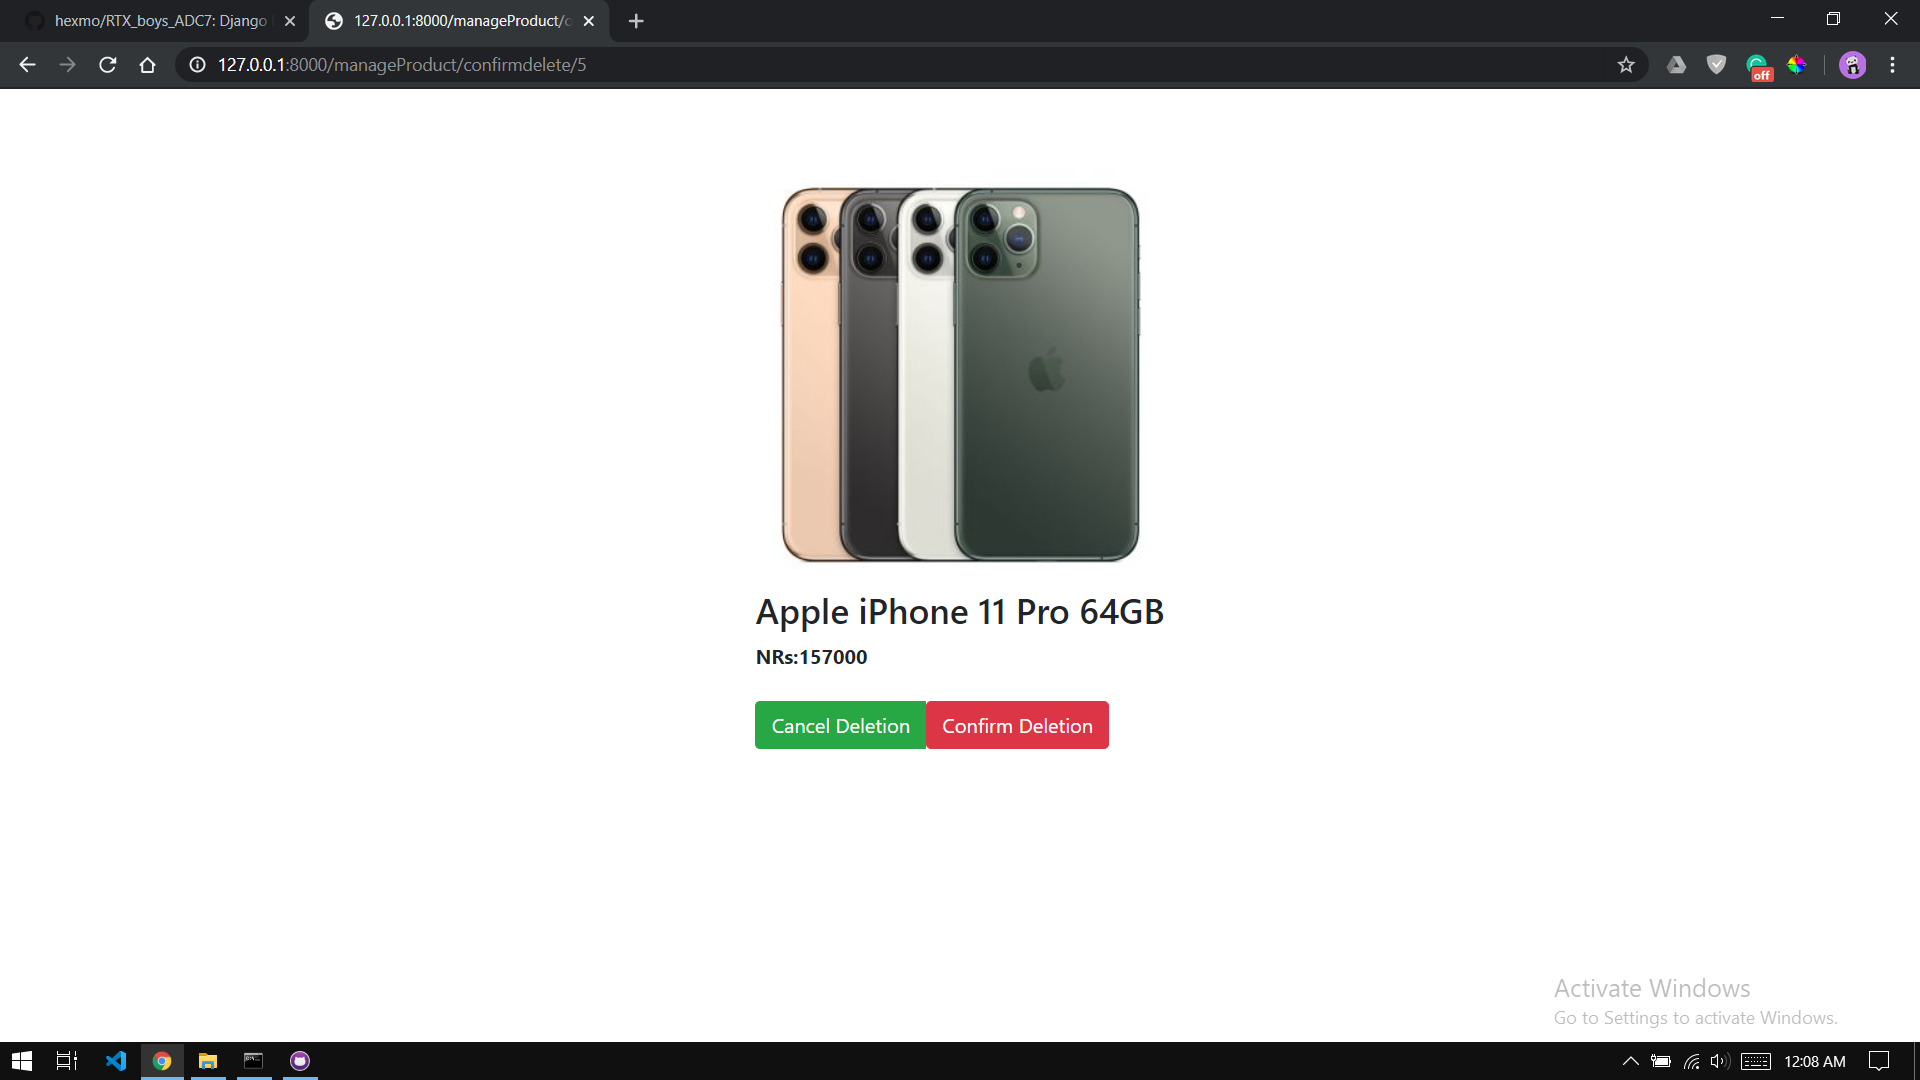 hexmo/RTX_boys_ADC7: Django
127.0.0.1:8000/manageProduct/c
127.0.0.1:8000/manageProduct/confirmdelete/5
off
Apple iPhone 11 Pro 64GB
NRs:157000
Cancel Deletion Confirm Deletion
Activate Windows
Go to Settings to activate Windows.
12:08 AM